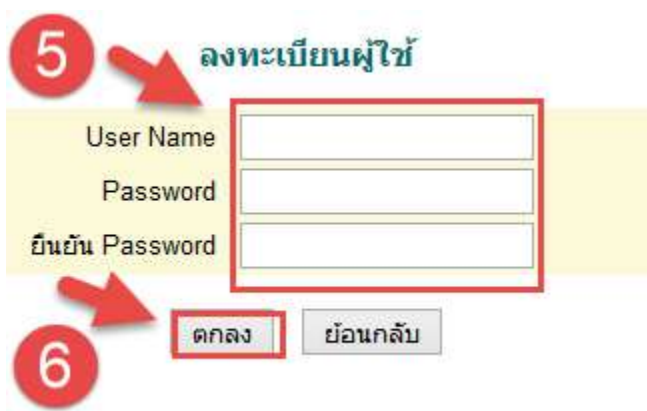 5
ลงทะเบียนผู้ใช้
User Name
Password
ยืนยัน Password
ตกลง ย้อนกลับ
6